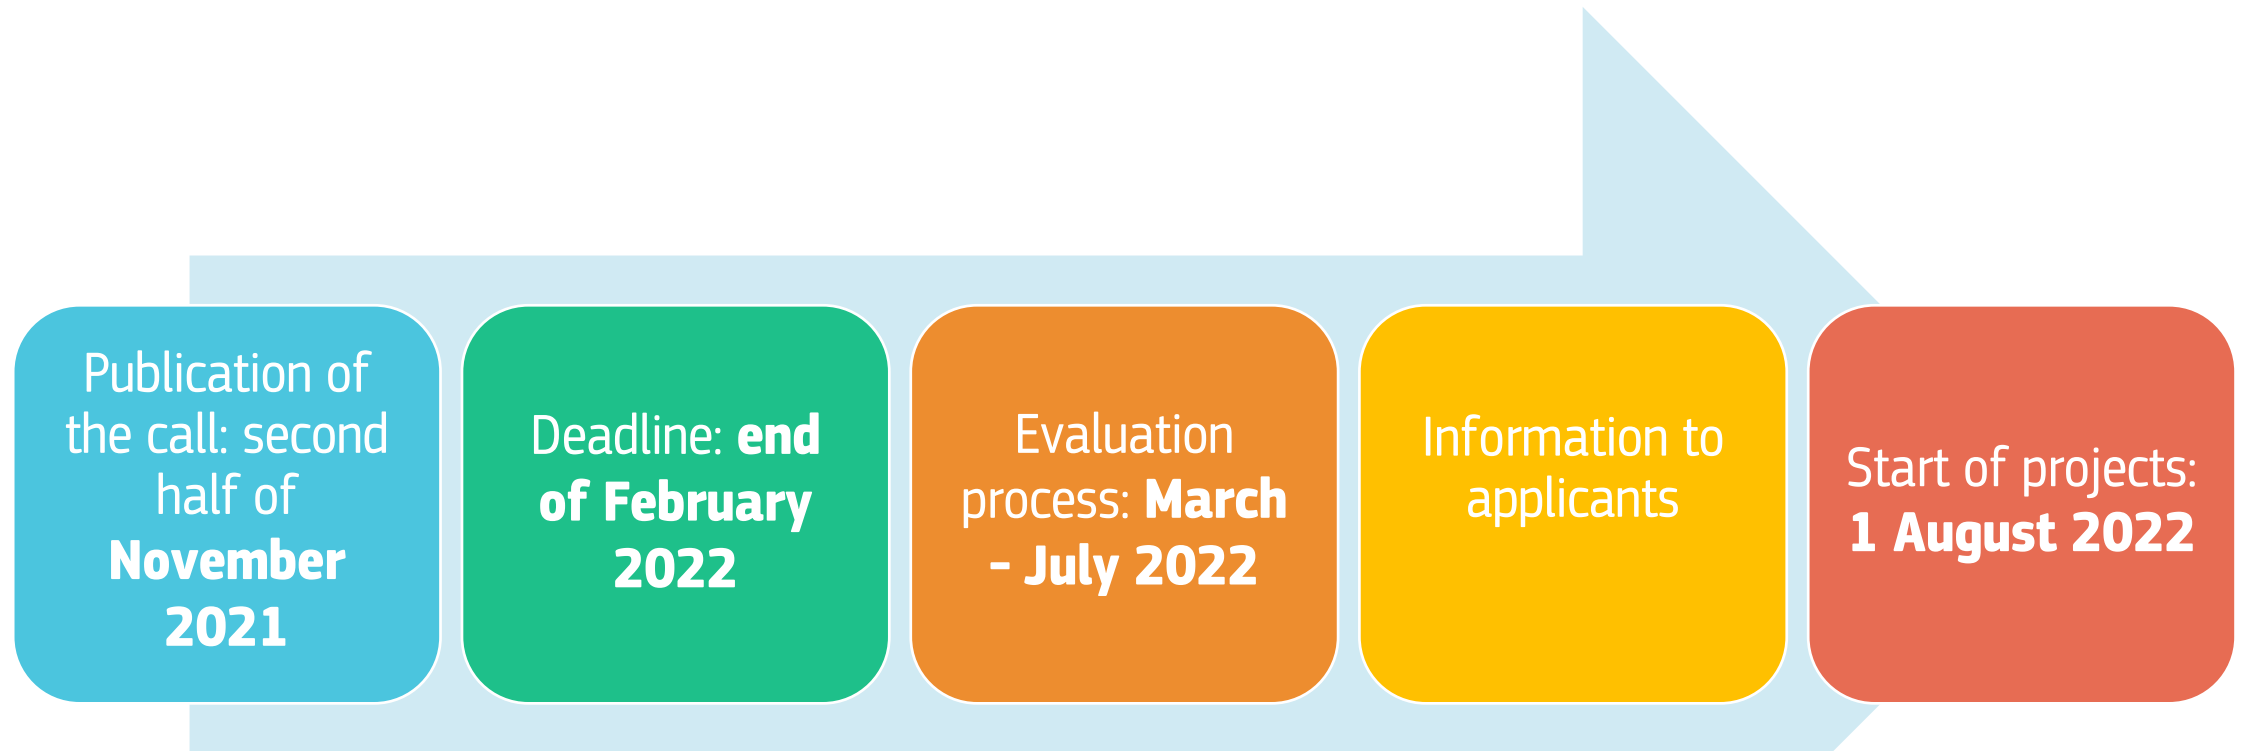 Publication of
the call: second
half of
November
2021
Deadline: end
of February
2022
Evaluation
process: March
- July 2022
Information to
applicants
Start of projects:
1 August 2022